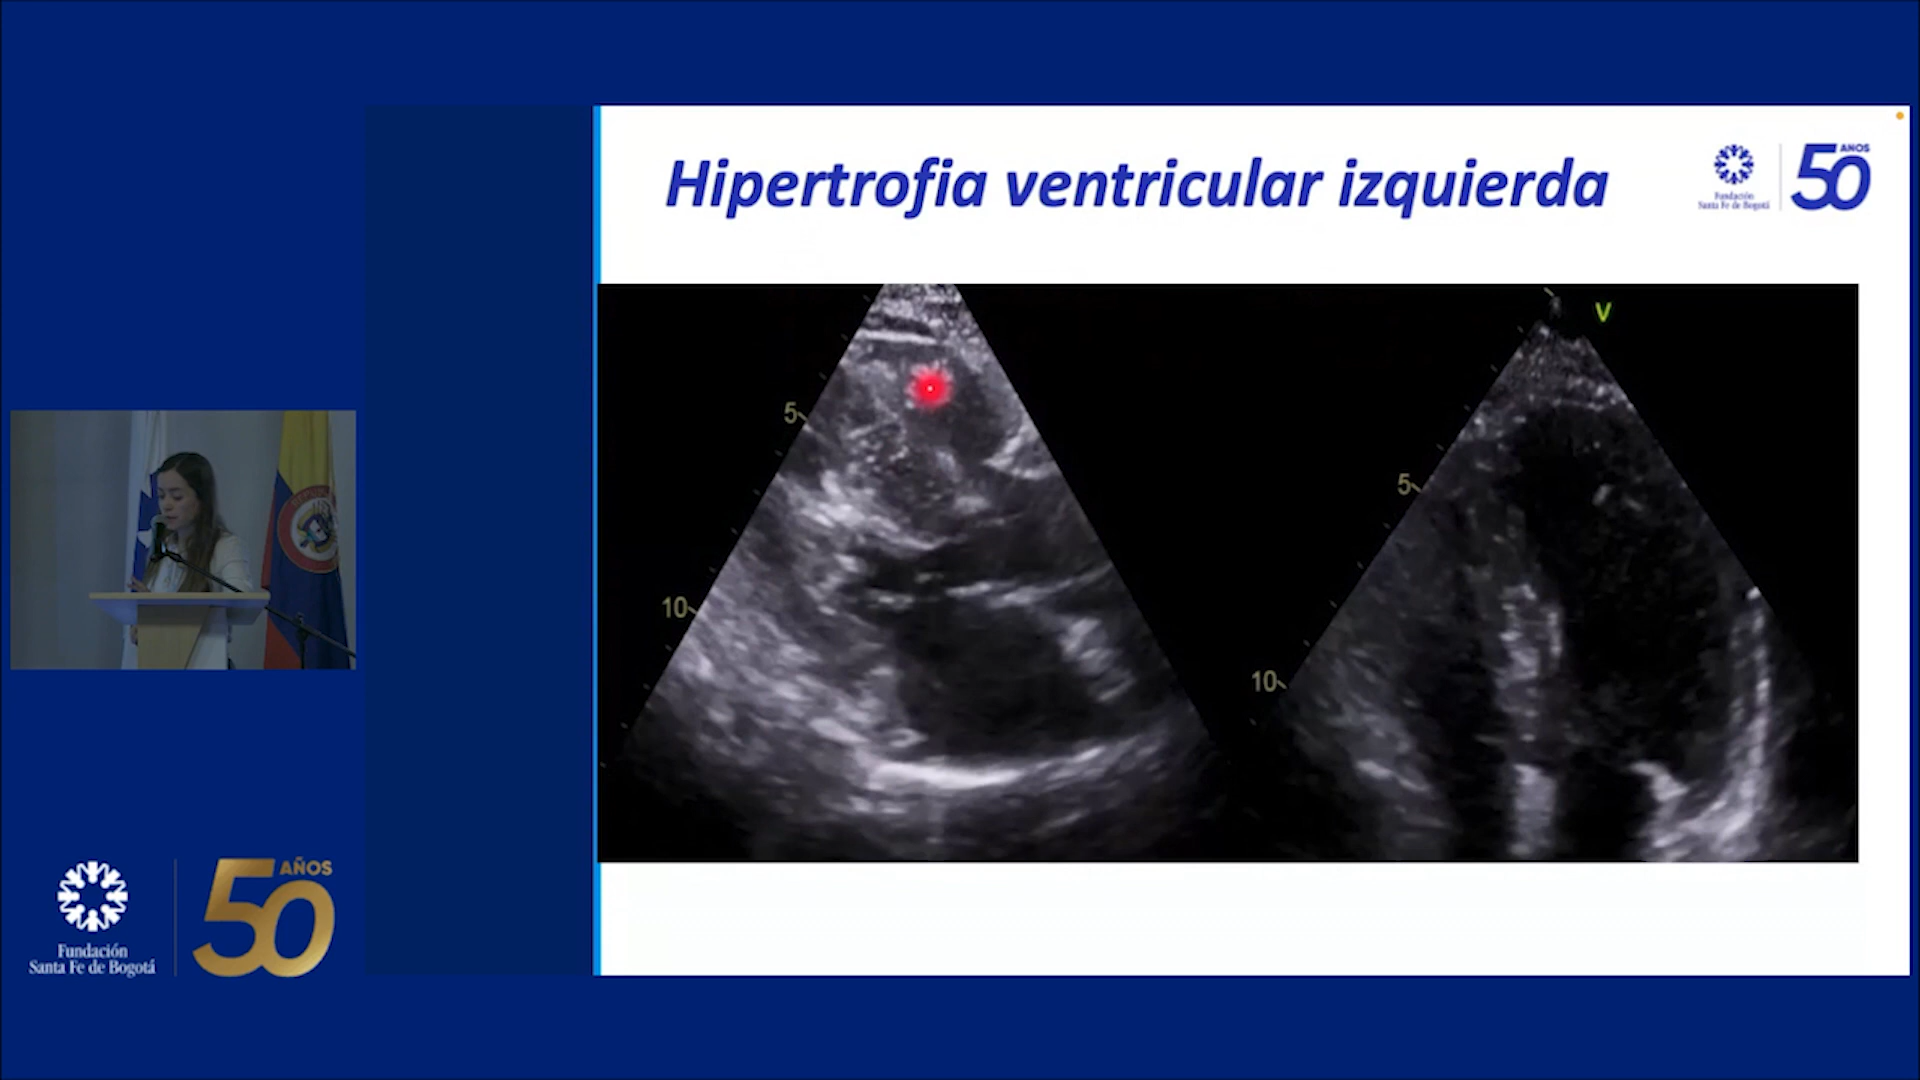 Hipertrofia ventricular izquierda
Fundación
Santa Fe de Bogotá
50 AÑOS
V
5
10
5
10
Fundación
Santa Fe de Bogotá
50 AÑOS